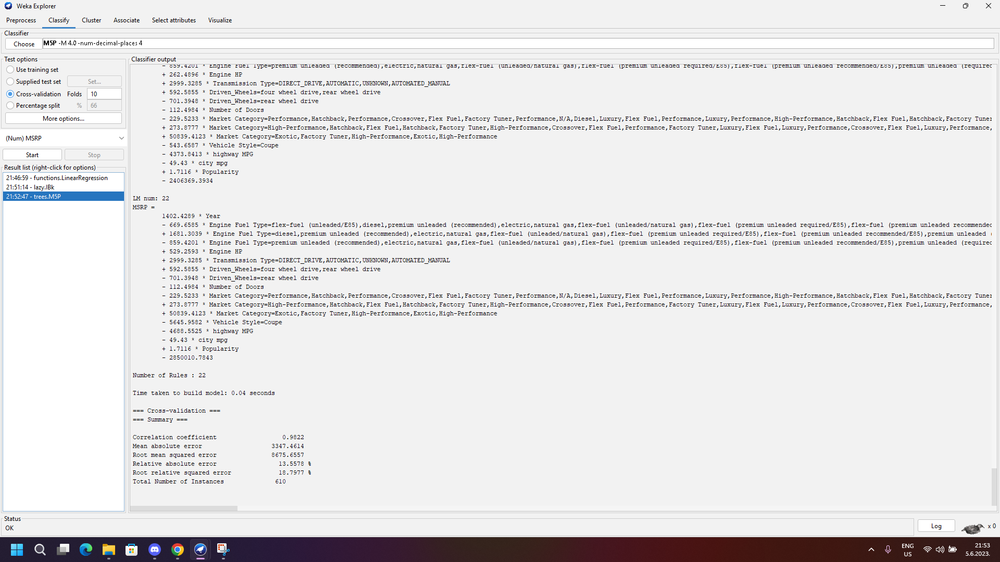 Weka Explorer
Preprocess Classify Cluster Associate Select attributes Visualize
Classifier
Choose M5P -M 4.0 -num-decimal-places 4
Test options
Use training set
Supplied test set Set...
Cross-validation Folds 10
Percentage split % 66
More options...
(Num) MSRP
Start Stop
Result list (right-click for options)
21:46:59 - functions.LinearRegression
21:51:14 - lazy.IBk
21:52:47 - trees.M5P
Classifier output
- 859.4201 * Engine Fuel Type=premium unleaded (recommended),electric,natural gas,flex-fuel (unleaded/natural gas),flex-fuel (premium unleaded required/E85),flex-fuel (premium unleaded recommended/E85),premium unleaded (required
+ 262.4896 * Engine HP
+ 2999.3285 * Transmission Type=DIRECT_DRIVE,AUTOMATIC,UNKNOWN,AUTOMATED_MANUAL
+ 592.5855 * Driven_Wheels=four wheel drive,rear wheel drive
- 701.3948 * Driven_Wheels=rear wheel drive
- 112.4984 * Number of Doors
- 229.5233 * Market Category=Performance,Hatchback,Performance,Crossover,Flex Fuel,Factory Tuner,Performance,N/A,Diesel,Luxury,Flex Fuel,Performance,Luxury,Performance,High-Performance,Hatchback,Flex Fuel,Hatchback,Factory Tuner
+ 273.8777 * Market Category=High-Performance,Hatchback,Flex Fuel,Hatchback,Factory Tuner,High-Performance,Crossover,Flex Fuel,Performance,Factory Tuner,Luxury,Flex Fuel,Luxury,Performance,Crossover,Flex Fuel,Luxury,Performance,
+ 50839.4123 * Market Category=Exotic,Factory Tuner,High-Performance,Exotic,High-Performance
- 543.6587 * Vehicle Style=Coupe
- 4373.8413 * highway MPG
- 49.43 * city mpg
+ 1.7116 * Popularity
- 2406369.3934
LM num: 22
MSRP =
1402.4289 * Year
- 669.6585 * Engine Fuel Type=flex-fuel (unleaded/E85),diesel,premium unleaded (recommended),electric,natural gas,flex-fuel (unleaded/natural gas),flex-fuel (premium unleaded required/E85),flex-fuel (premium unleaded recommended
+ 1681.3039 * Engine Fuel Type=diesel,premium unleaded (recommended),electric,natural gas,flex-fuel (unleaded/natural gas),flex-fuel (premium unleaded required/E85),flex-fuel (premium unleaded recommended/E85),premium unleaded (
- 859.4201 * Engine Fuel Type=premium unleaded (recommended),electric,natural gas,flex-fuel (unleaded/natural gas),flex-fuel (premium unleaded required/E85),flex-fuel (premium unleaded recommended/E85),premium unleaded (required
+ 529.2593 * Engine HP
+ 2999.3285 * Transmission Type=DIRECT_DRIVE,AUTOMATIC,UNKNOWN,AUTOMATED_MANUAL
+ 592.5855 * Driven_Wheels=four wheel drive,rear wheel drive
- 701.3948 * Driven_Wheels=rear wheel drive
- 112.4984 * Number of Doors
- 229.5233 * Market Category=Performance,Hatchback,Performance,Crossover,Flex Fuel,Factory Tuner,Performance,N/A,Diesel,Luxury,Flex Fuel,Performance,Luxury,Performance,High-Performance,Hatchback,Flex Fuel,Hatchback,Factory Tuner
+ 273.8777 * Market Category=High-Performance,Hatchback,Flex Fuel,Hatchback,Factory Tuner,High-Performance,Crossover,Flex Fuel,Performance,Factory Tuner,Luxury,Flex Fuel,Luxury,Performance,Crossover,Flex Fuel,Luxury,Performance,
+ 50839.4123 * Market Category=Exotic,Factory Tuner,High-Performance,Exotic,High-Performance
- 5645.9582 * Vehicle Style=Coupe
- 4688.5525 * highway MPG
- 49.43 * city mpg
+ 1.7116 * Popularity
- 2850010.7843
Number of Rules : 22
Time taken to build model: 0.04 seconds
=== Cross-validation ===
=== Summary ===
Correlation coefficient 0.9822
Mean absolute error 3347.4614
Root mean squared error 8675.6557
Relative absolute error 13.5578 %
Root relative squared error 18.7977 %
Total Number of Instances 610
Status
OK
Log
x 0
ENG
US
21:53
5.6.2023.